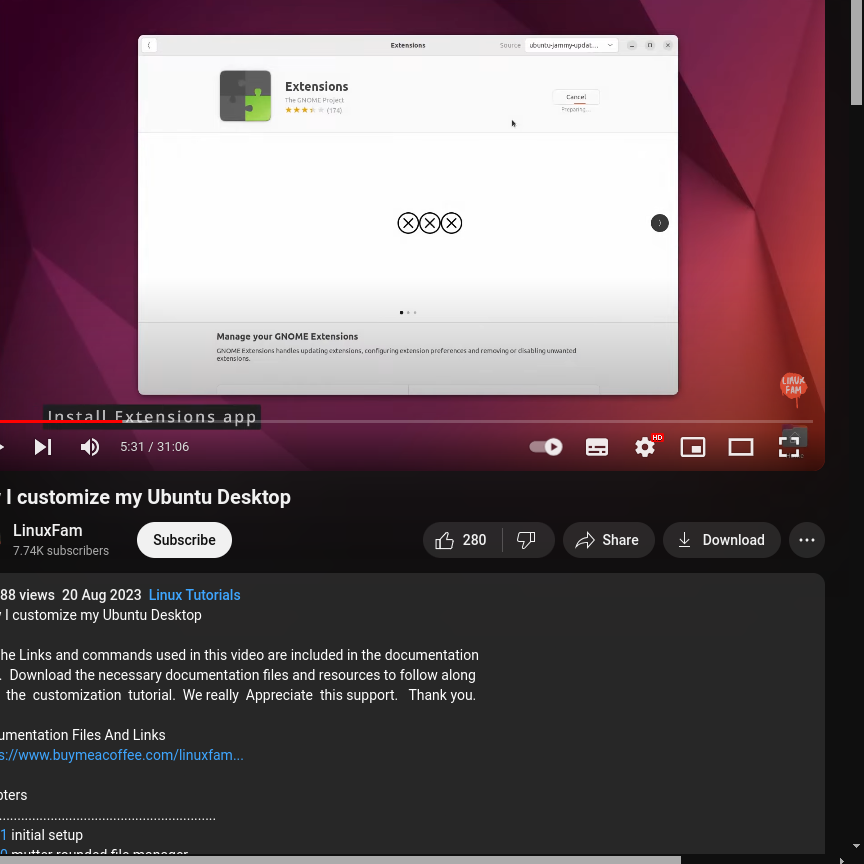 Extensions
Source
ubuntu-jammy-updat...
Extensions
The GNOME Project
(174)
Cancel
Preparing...
Manage your GNOME Extensions
GNOME Extensions handles updating extensions, configuring extension preferences and removing or disabling unwanted
extensions.
LINUX
FAM
Install Extensions app
5:31 / 31:06
HD
I customize my Ubuntu Desktop
LinuxFam
7.74K subscribers
Subscribe
280
Share
Download
88 views 20 Aug 2023 Linux Tutorials
I customize my Ubuntu Desktop
he Links and commands used in this video are included in the documentation
. Download the necessary documentation files and resources to follow along
the customization tutorial. We really Appreciate this support. Thank you.
umentation Files And Links
s://www.buymeacoffee.com/linuxfam...
pters
......................................................
1 initial setup
mutter rounded file manager